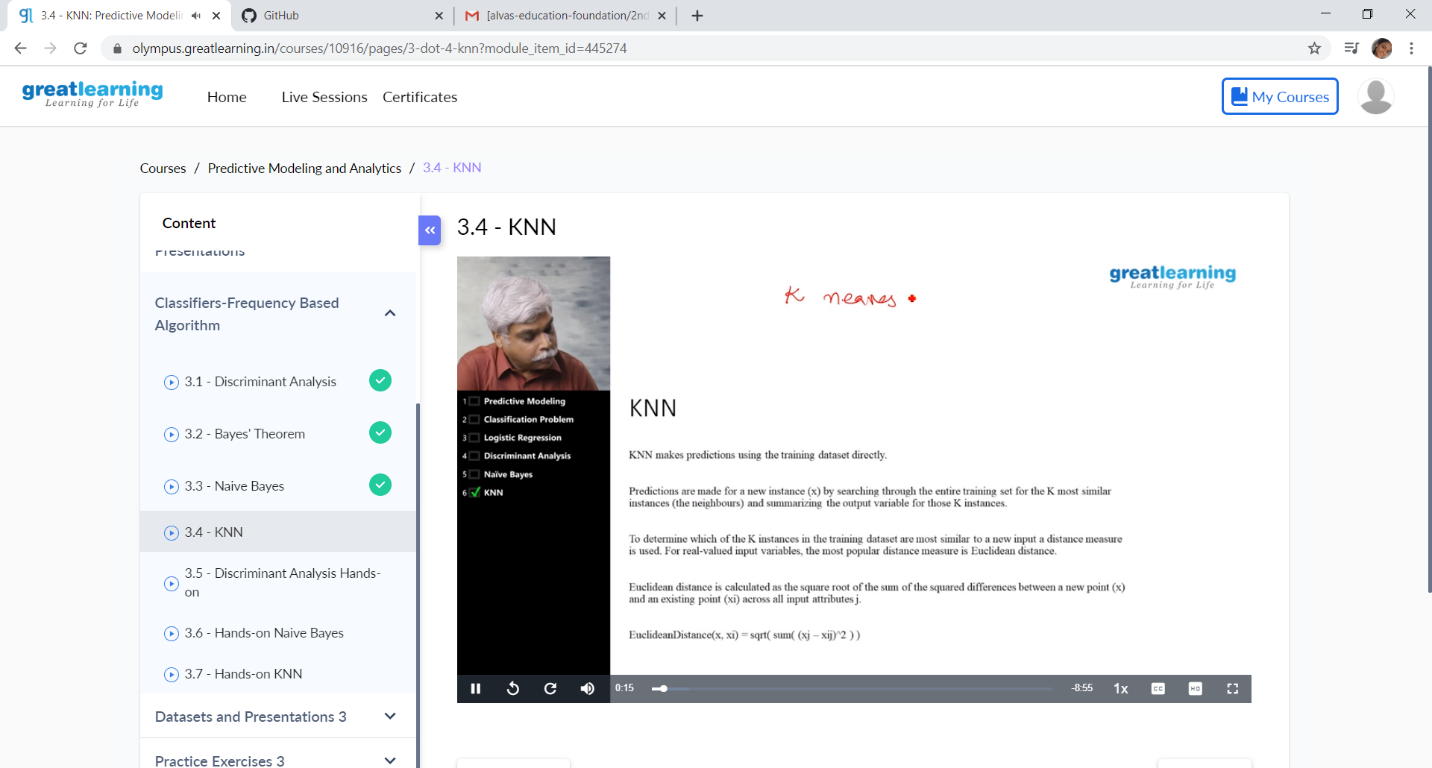 3.4 - KNN: Predictive Modelin
GitHub
[alvas-education-foundation/2nd
olympus.greatlearning.in/courses/10916/pages/3-dot-4-knn?module_item_id=445274
greatlearning
Learning for Life
Home
Live Sessions
Certificates
My Courses
Courses / Predictive Modeling and Analytics / 3.4 - KNN
Content
Presentations
Classifiers-Frequency Based
Algorithm
3.1 - Discriminant Analysis
3.2 - Bayes' Theorem
3.3 - Naive Bayes
3.4 - KNN
3.5 - Discriminant Analysis Hands-
on
3.6 - Hands-on Naive Bayes
3.7 - Hands-on KNN
Datasets and Presentations 3
Practice Exercises 3
3.4 - KNN
K
greatlearning
Learning for Life
1 Predictive Modeling
2 Classification Problem
3 Logistic Regression
4 Discriminant Analysis
5 Naïve Bayes
6 KNN
KNN
KNN makes predictions using the training dataset directly.
Predictions are made for a new instance (x) by searching through the entire training set for the K most similar
instances (the neighbours) and summarizing the output variable for those K instances.
To determine which of the K instances in the training dataset are most similar to a new input a distance measure
is used. For real-valued input variables, the most popular distance measure is Euclidean distance.
Euclidean distance is calculated as the square root of the sum of the squared differences between a new point (x)
and an existing point (xi) across all input attributes j.
EuclideanDistance(x, xi) = sqrt( sum( (xj – xij)^2 ) )
0:15
-8:55
1x
CC
HD